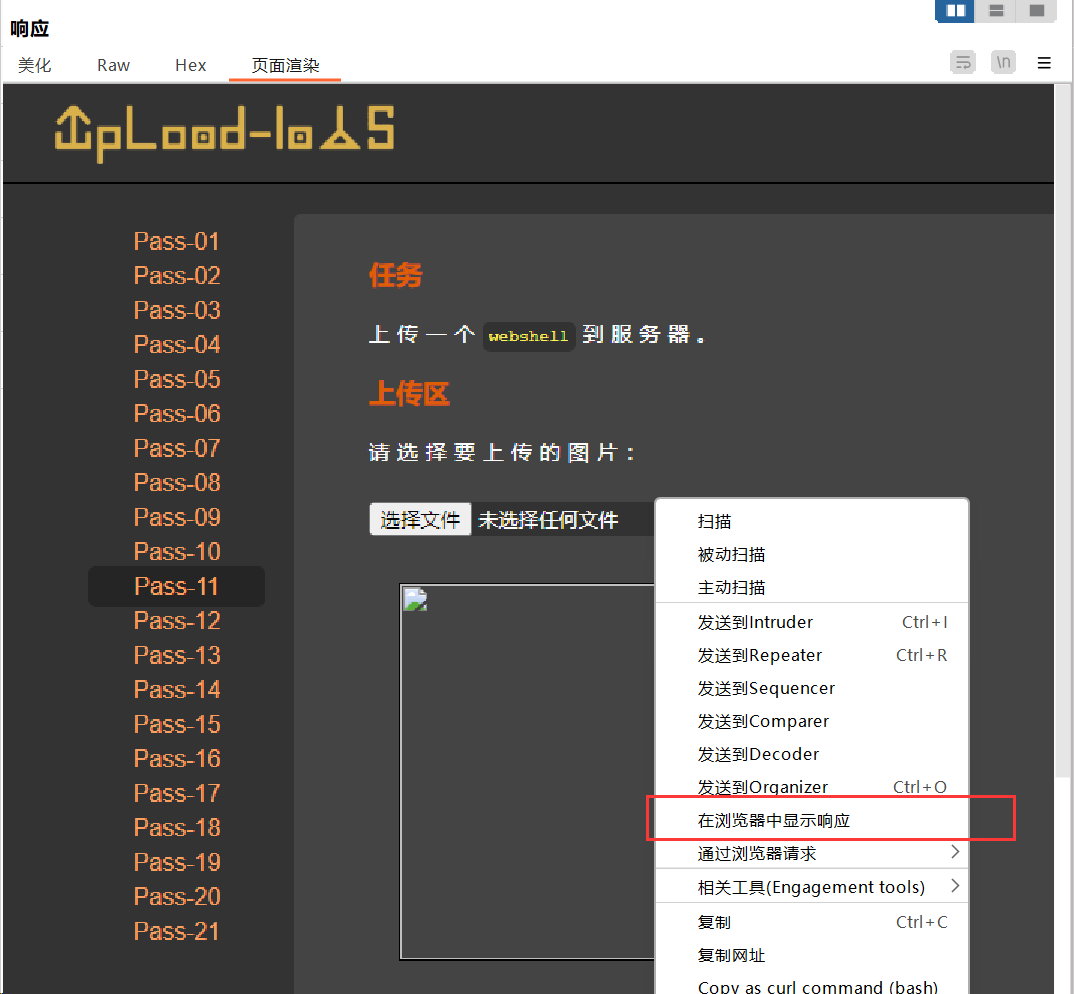 响应
美化 Raw Hex 页面渲染 \n
UpLoad-labs
Pass-01
Pass-02
Pass-03
Pass-04
Pass-05
Pass-06
Pass-07
Pass-08
Pass-09
Pass-10
Pass-11
Pass-12
Pass-13
Pass-14
Pass-15
Pass-16
Pass-17
Pass-18
Pass-19
Pass-20
Pass-21
任务
上传一个 webshell 到服务器。
上传区
请选择要上传的图片：
选择文件 未选择任何文件
扫描
被动扫描
主动扫描
发送到Intruder Ctrl+I
发送到Repeater Ctrl+R
发送到Sequencer
发送到Comparer
发送到Decoder
发送到Organizer Ctrl+O
在浏览器中显示响应
通过浏览器请求
相关工具(Engagement tools)
复制 Ctrl+C
复制网址
Copy as curl command (bash)